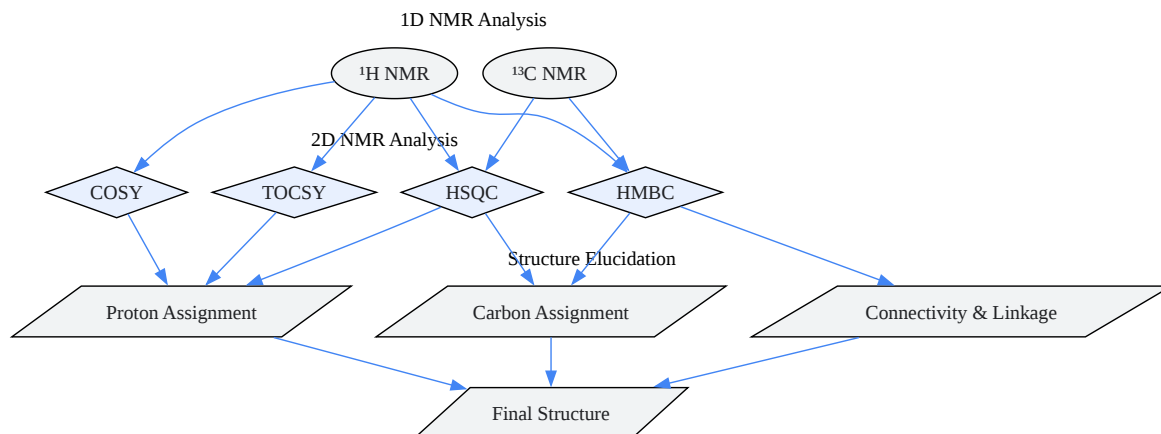 1D NMR Analysis
¹H NMR
¹³C NMR
2D NMR Analysis
COSY
TOCSY
HSQC
HMBC
Structure Elucidation
Proton Assignment
Carbon Assignment
Connectivity & Linkage
Final Structure